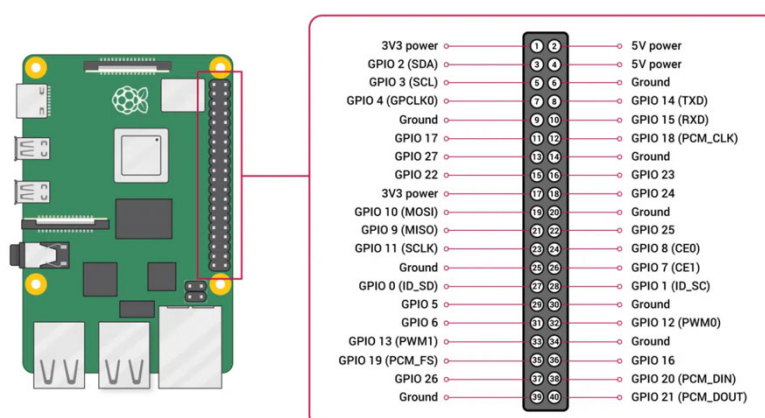 3V3 power 1 2 5V power
GPIO 2 (SDA) 3 4 5V power
GPIO 3 (SCL) 5 6 Ground
GPIO 4 (GPCLK0) 7 8 GPIO 14 (TXD)
Ground 9 10 GPIO 15 (RXD)
GPIO 17 11 12 GPIO 18 (PCM_CLK)
GPIO 27 13 14 Ground
GPIO 22 15 16 GPIO 23
3V3 power 17 18 GPIO 24
GPIO 10 (MOSI) 19 20 Ground
GPIO 9 (MISO) 21 22 GPIO 25
GPIO 11 (SCLK) 23 24 GPIO 8 (CE0)
Ground 25 26 GPIO 7 (CE1)
GPIO 0 (ID_SD) 27 28 GPIO 1 (ID_SC)
GPIO 5 29 30 Ground
GPIO 6 31 32 GPIO 12 (PWM0)
GPIO 13 (PWM1) 33 34 Ground
GPIO 19 (PCM_FS) 35 36 GPIO 16
GPIO 26 37 38 GPIO 20 (PCM_DIN)
Ground 39 40 GPIO 21 (PCM_DOUT)